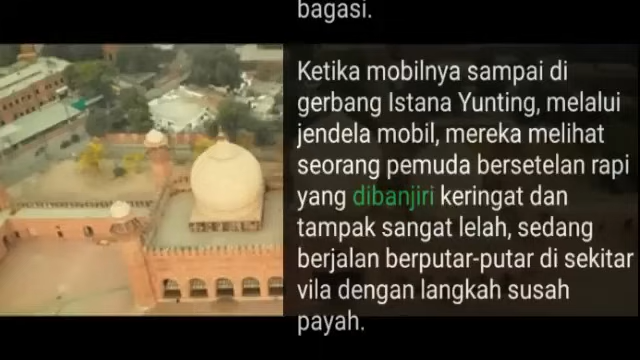 bagasi.
Ketika mobilnya sampai di
gerbang Istana Yunting, melalui
jendela mobil, mereka melihat
seorang pemuda bersetelan rapi
yang dibanjiri keringat dan
tampak sangat lelah, sedang
berjalan berputar-putar di sekitar
vila dengan langkah susah
payah.